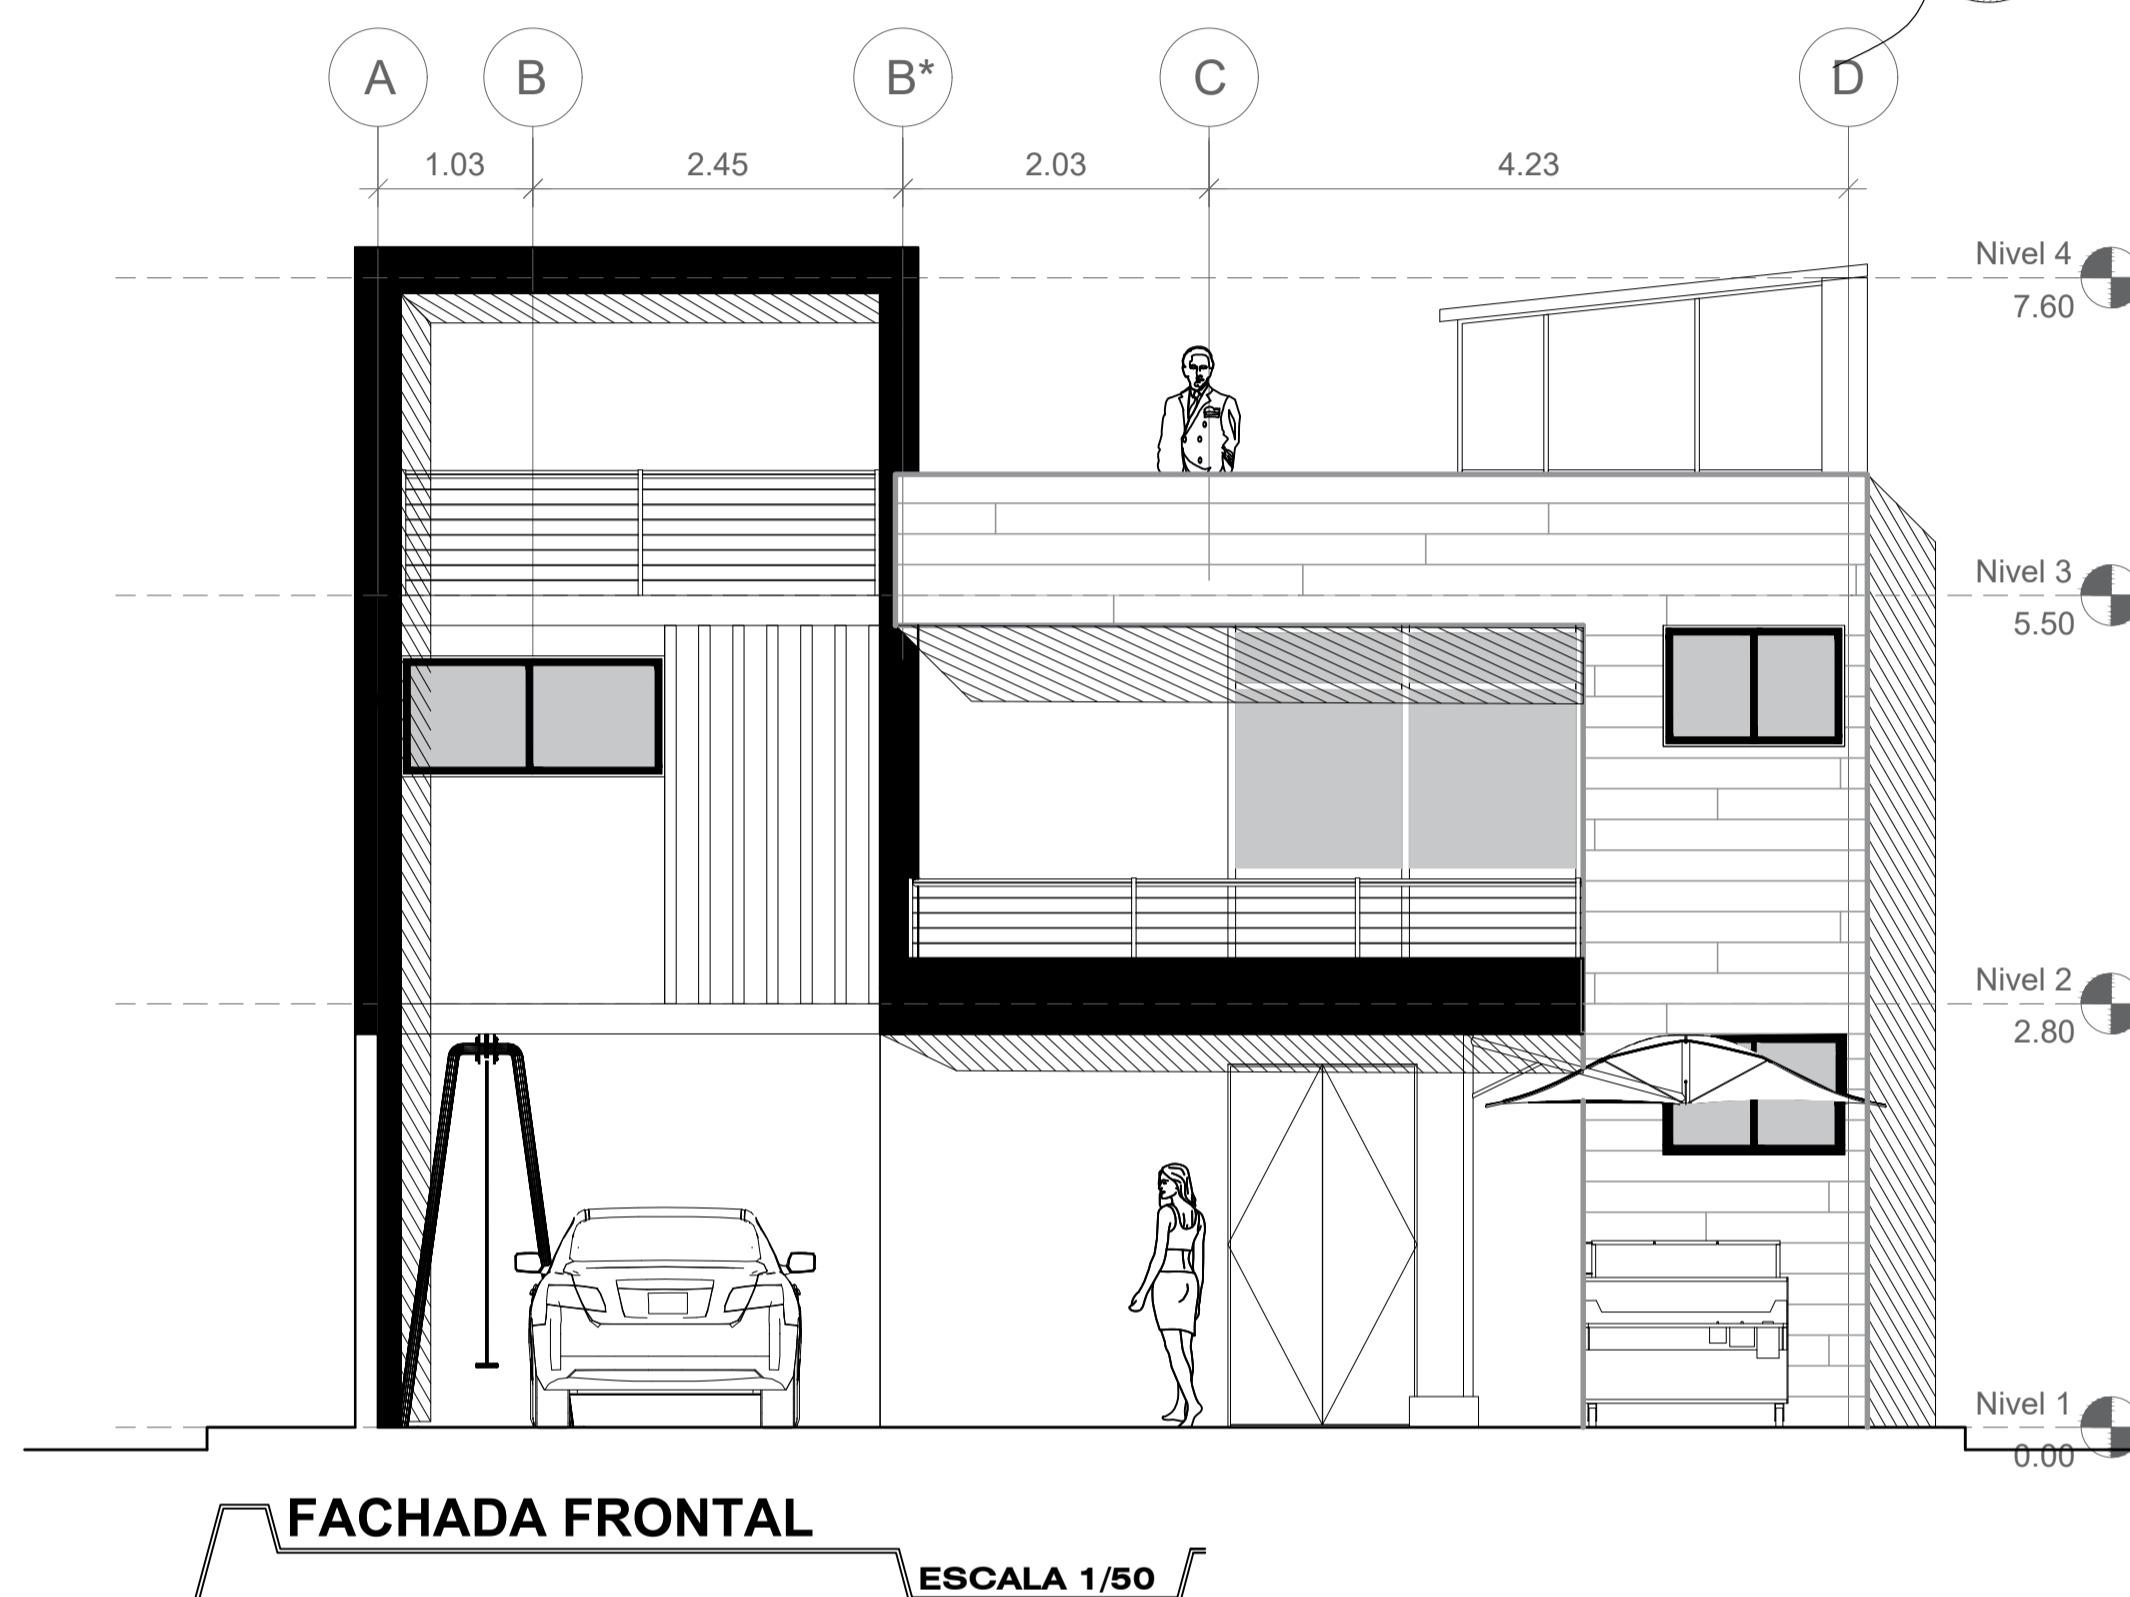 A B B* C D
1.03 2.45 2.03 4.23
Nivel 4
7.60
Nivel 3
5.50
Nivel 2
2.80
Nivel 1
0.00
FACHADA FRONTAL
ESCALA 1/50